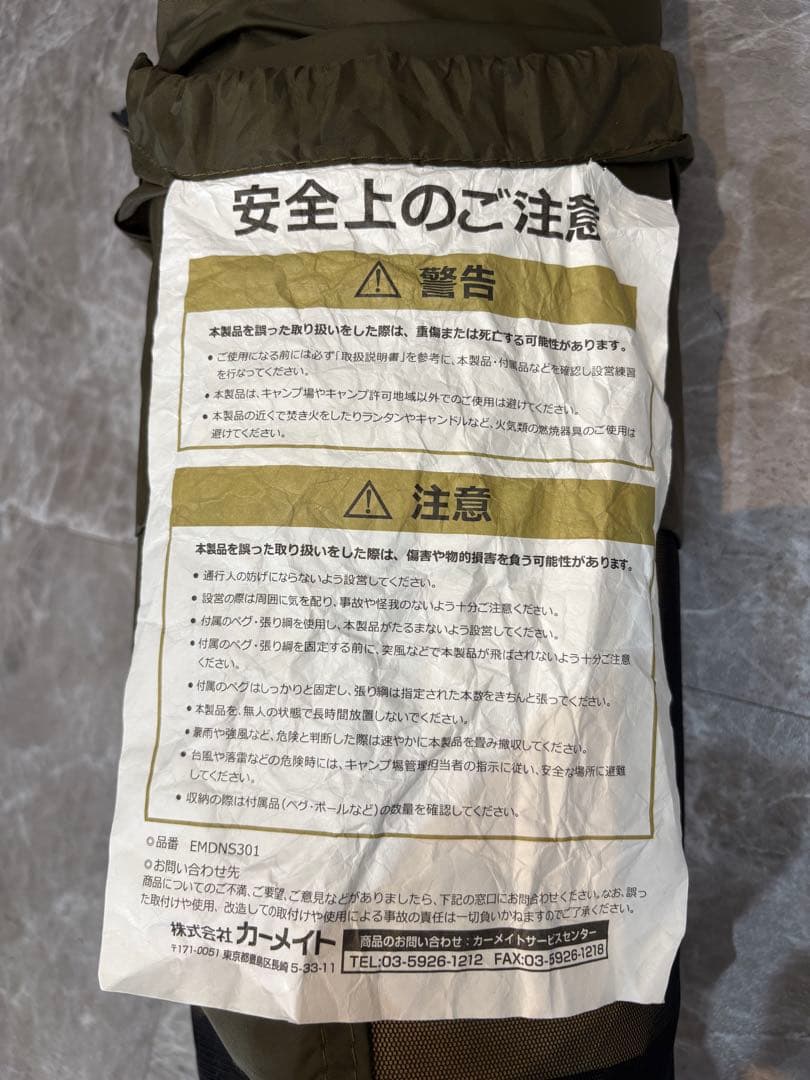 安全上のご注意
⚠ 警告
本製品を誤った取り扱いをした際は、重傷または死亡する可能性があります。
● ご使用になる前には必ず「取扱説明書」を参考に、本製品・付属品などを確認し設営練習
を行なってください。
● 本製品は、キャンプ場やキャンプ許可地域以外でのご使用は避けてください。
● 本製品の近くで焚き火をしたりランタンやキャンドルなど、火気類の燃焼器具のご使用は
避けてください。
⚠ 注意
本製品を誤った取り扱いをした際は、傷害や物的損害を負う可能性があります。
● 通行人の妨げにならないよう設営してください。
● 設営の際は周囲に気を配り、事故や怪我のないよう十分ご注意ください。
● 付属のペグ・張り綱を使用し、本製品がたるまないよう設営してください。
● 付属のペグ・張り綱を固定する前に、突風などで本製品が飛ばされないよう十分ご注意
ください。
● 付属のペグはしっかりと固定し、張り綱は指定された本数をきちんと張ってください。
● 本製品を、無人の状態で長時間放置しないでください。
● 豪雨や強風など、危険と判断した際は速やかに本製品を畳み撤収してください。
● 台風や落雷などの危険時には、キャンプ場管理担当者の指示に従い、安全な場所に避難
してください。
● 収納の際は付属品(ペグ・ポールなど)の数量を確認してください。
◎品番 EMDNS301
◎お問い合わせ先
商品についてのご不満、ご要望、ご意見などがありましたら、下記の窓口にお問合わせください。なお、誤っ
た取付けや使用、改造しての取付けや使用による事故の責任は一切負いかねますのでご了承ください。
株式会社 カーメイト
〒171-0051 東京都豊島区長崎 5-33-11
商品のお問い合わせ:カーメイトサービスセンター
TEL:03-5926-1212 FAX:03-5926-1218